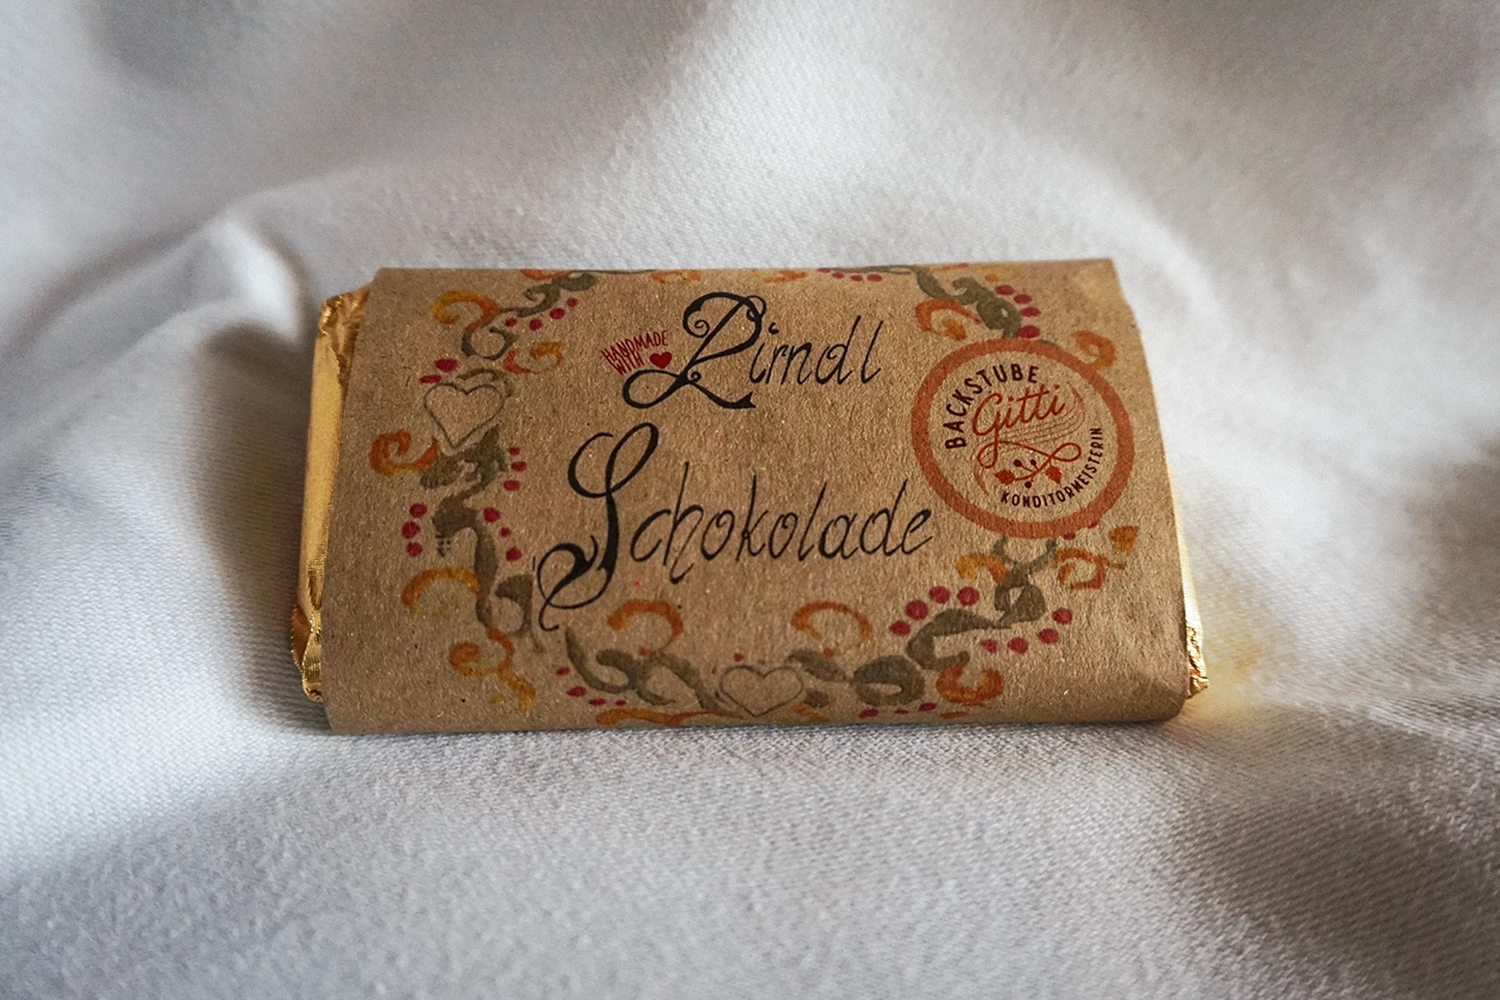 HANDMADE
WITH
Dirndl
Schokolade
BACKSTUBE
Gitti
KONDITORMEISTERIN